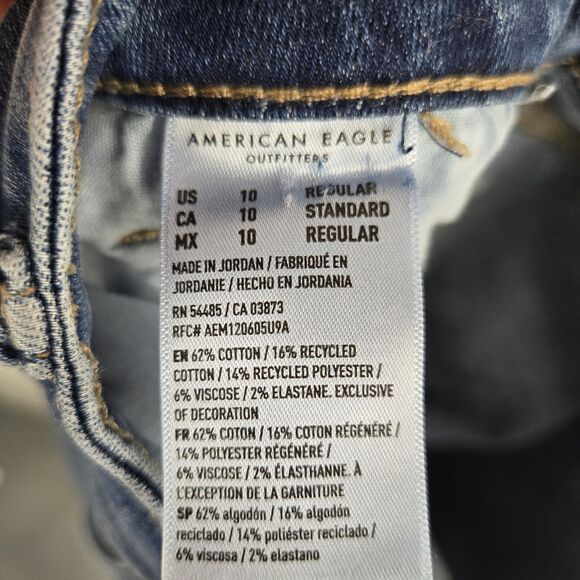 AMERICAN EAGLE
OUTFITTERS
US 10 REGULAR
CA 10 STANDARD
MX 10 REGULAR
MADE IN JORDAN / FABRIQUÉ EN
JORDANIE / HECHO EN JORDANIA
RN 54485 / CA 03873
RFC# AEM120605U9A
EN 62% COTTON / 16% RECYCLED
COTTON / 14% RECYCLED POLYESTER /
6% VISCOSE / 2% ELASTANE. EXCLUSIVE
OF DECORATION
FR 62% COTON / 16% COTON RÉGÉNÉRÉ /
14% POLYESTER RÉGÉNÉRÉ /
6% VISCOSE / 2% ÉLASTHANNE. À
L'EXCEPTION DE LA GARNITURE
SP 62% algodón / 16% algodón
reciclado / 14% poliéster reciclado /
6% viscosa / 2% elastano